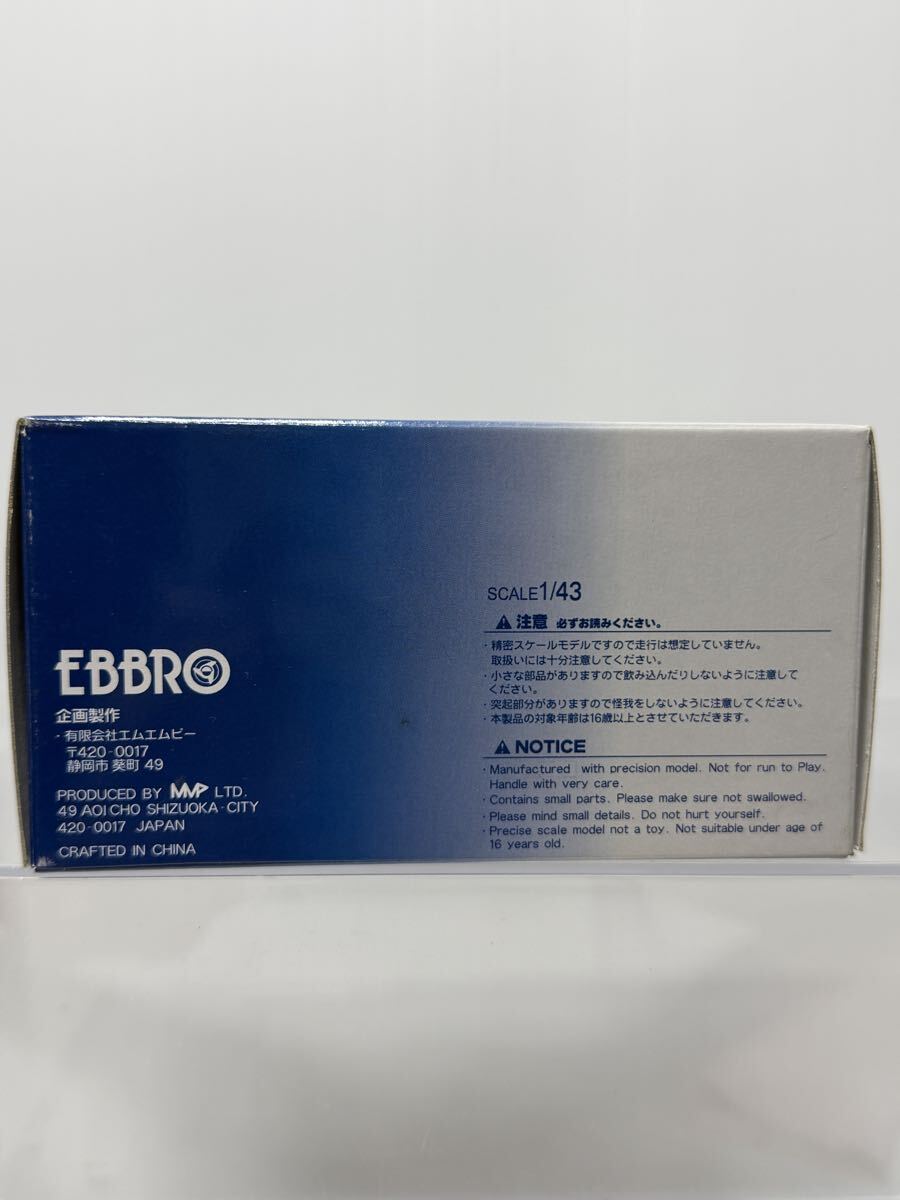 EBBRO
企画製作
・有限会社エムエムピー
〒420-0017
静岡市 葵町 49
PRODUCED BY MMP LTD.
49 AOI CHO SHIZUOKA-CITY
420-0017 JAPAN
CRAFTED IN CHINA
SCALE1/43
⚠ 注意 必ずお読みください。
・精密スケールモデルですので走行は想定していません。
取扱いには十分注意してください。
・小さな部品がありますので飲み込んだりしないように注意して
ください。
・突起部分がありますので怪我をしないように注意してください。
・本製品の対象年齢は16歳以上とさせていただきます。
⚠ NOTICE
・Manufactured with precision model. Not for run to Play.
Handle with very care.
・Contains small parts. Please make sure not swallowed.
・Please mind small details. Do not hurt yourself.
・Precise scale model not a toy. Not suitable under age of
16 years old.